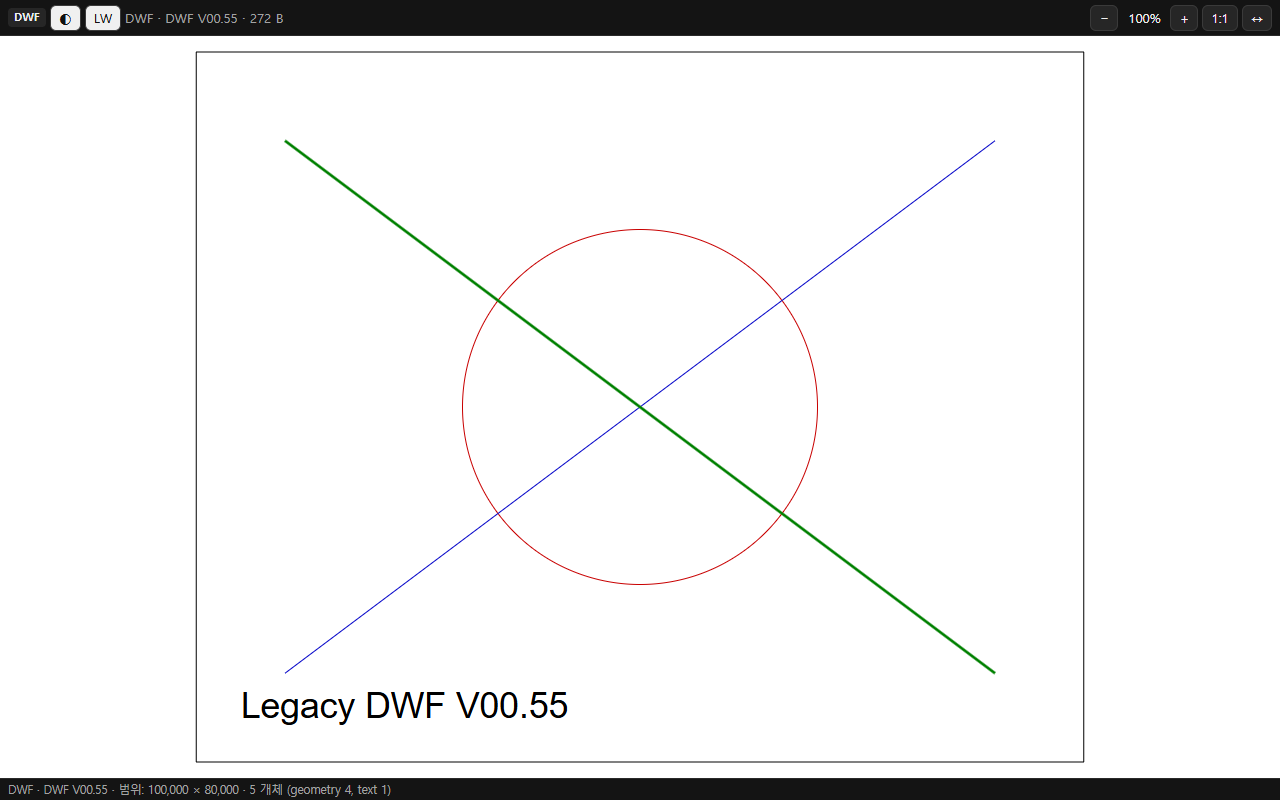 DWF LW DWF · DWF V00.55 · 272 B − 100% + 1:1 ↔
Legacy DWF V00.55
DWF · DWF V00.55 · 범위: 100,000 × 80,000 · 5 개체 (geometry 4, text 1)